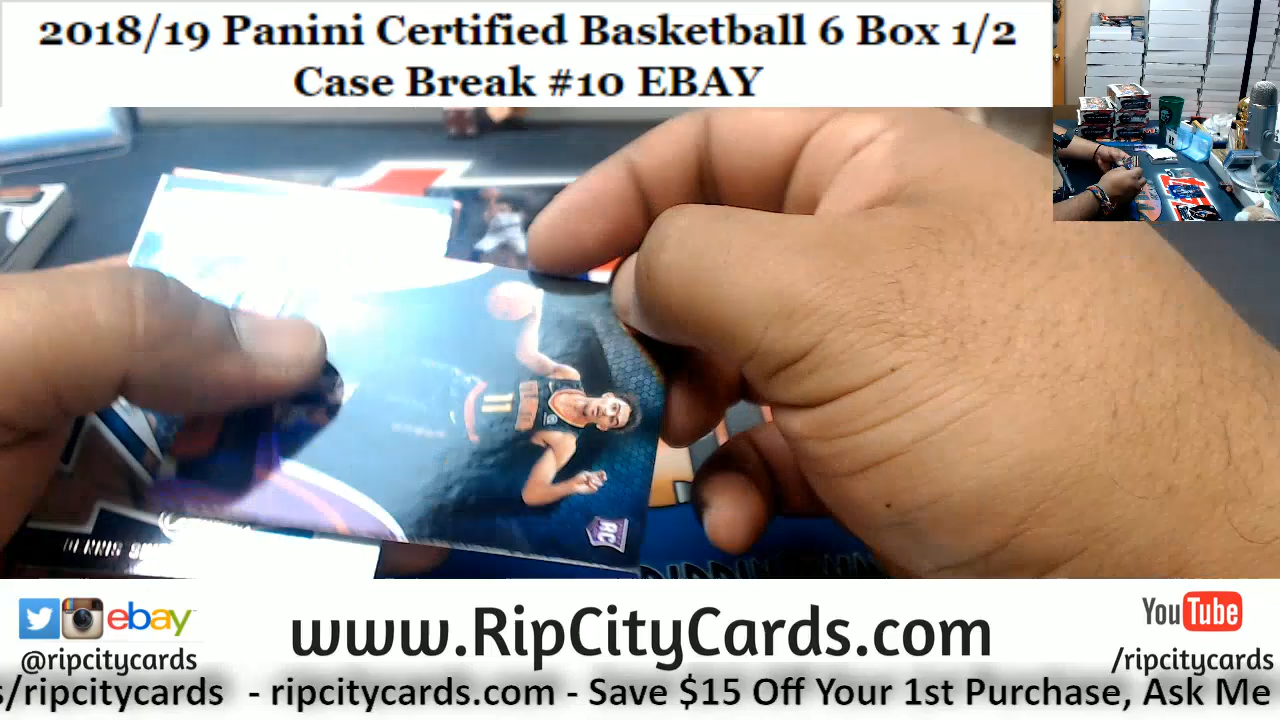 2018/19 Panini Certified Basketball 6 Box 1/2
Case Break #10 EBAY
11
RC
DENNIS
ebay
@ripcitycards
www.RipCityCards.com
YouTube
/ripcitycards
s/ripcitycards - ripcitycards.com - Save $15 Off Your 1st Purchase, Ask Me